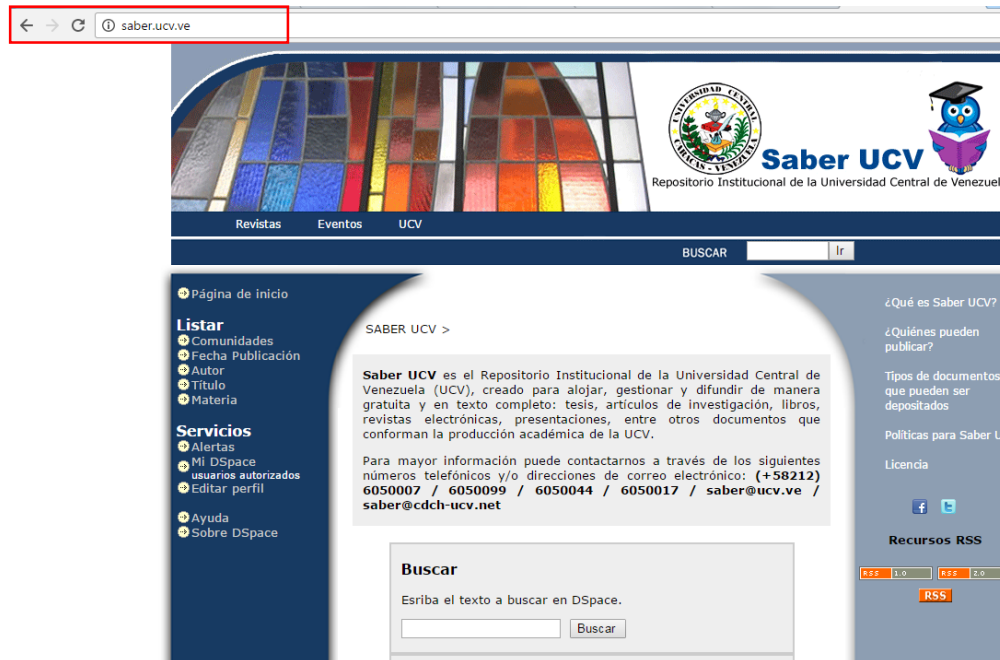 saber.ucv.ve
UNIVERSIDAD CENTRAL
CARACAS - VENEZUELA
Saber UCV
Repositorio Institucional de la Universidad Central de Venezuel
Revistas Eventos UCV
BUSCAR Ir
Página de inicio
Listar
Comunidades
Fecha Publicación
Autor
Título
Materia
Servicios
Alertas
Mi DSpace
usuarios autorizados
Editar perfil
Ayuda
Sobre DSpace
SABER UCV >
Saber UCV es el Repositorio Institucional de la Universidad Central de
Venezuela (UCV), creado para alojar, gestionar y difundir de manera
gratuita y en texto completo: tesis, artículos de investigación, libros,
revistas electrónicas, presentaciones, entre otros documentos que
conforman la producción académica de la UCV.
Para mayor información puede contactarnos a través de los siguientes
números telefónicos y/o direcciones de correo electrónico: (+58212)
6050007 / 6050099 / 6050044 / 6050017 / saber@ucv.ve /
saber@cdch-ucv.net
Buscar
Esriba el texto a buscar en DSpace.
Buscar
¿Qué es Saber UCV?
¿Quiénes pueden
publicar?
Tipos de documentos
que pueden ser
depositados
Políticas para Saber U
Licencia
Recursos RSS
RSS 1.0 RSS 2.0
RSS